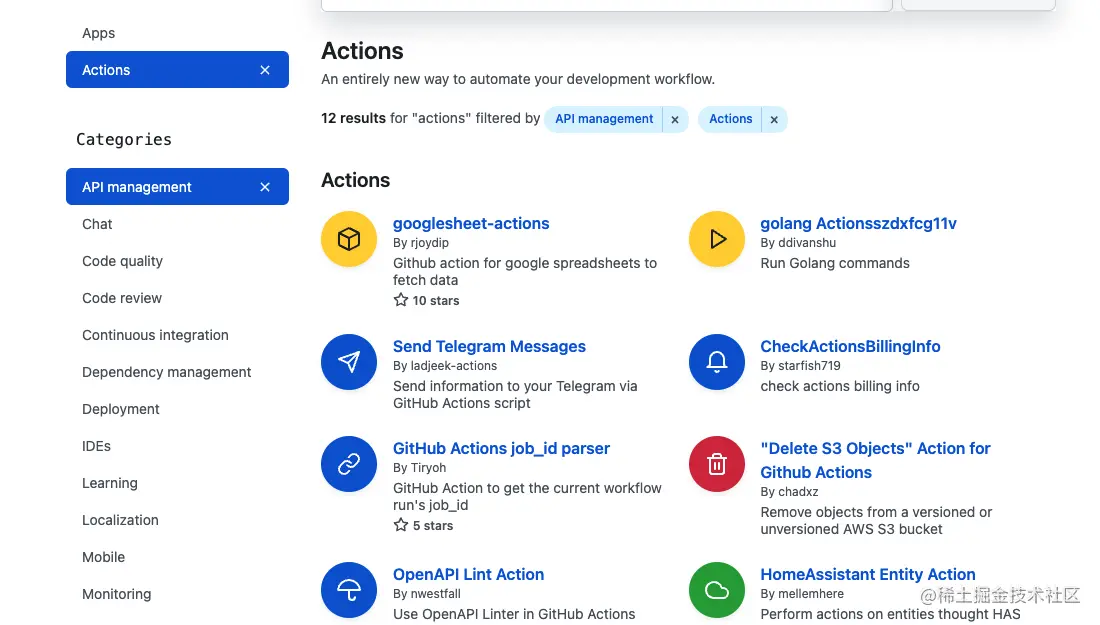 Apps
Actions
Categories
API management
Chat
Code quality
Code review
Continuous integration
Dependency management
Deployment
IDEs
Learning
Localization
Mobile
Monitoring
Actions
An entirely new way to automate your development workflow.
12 results for "actions" filtered by API management × Actions ×
Actions
googlesheet-actions
By rjoydip
Github action for google spreadsheets to
fetch data
10 stars
golang Actionsszdxfcg11v
By ddivanshu
Run Golang commands
Send Telegram Messages
By ladjeek-actions
Send information to your Telegram via
GitHub Actions script
CheckActionsBillingInfo
By starfish719
check actions billing info
GitHub Actions job_id parser
By Tiryoh
GitHub Action to get the current workflow
run's job_id
5 stars
"Delete S3 Objects" Action for
Github Actions
By chadxz
Remove objects from a versioned or
unversioned AWS S3 bucket
OpenAPI Lint Action
By nwestfall
Use OpenAPI Linter in GitHub Actions
HomeAssistant Entity Action
By mellemhere
Perform actions on entities thought HAS
@稀土掘金技术社区